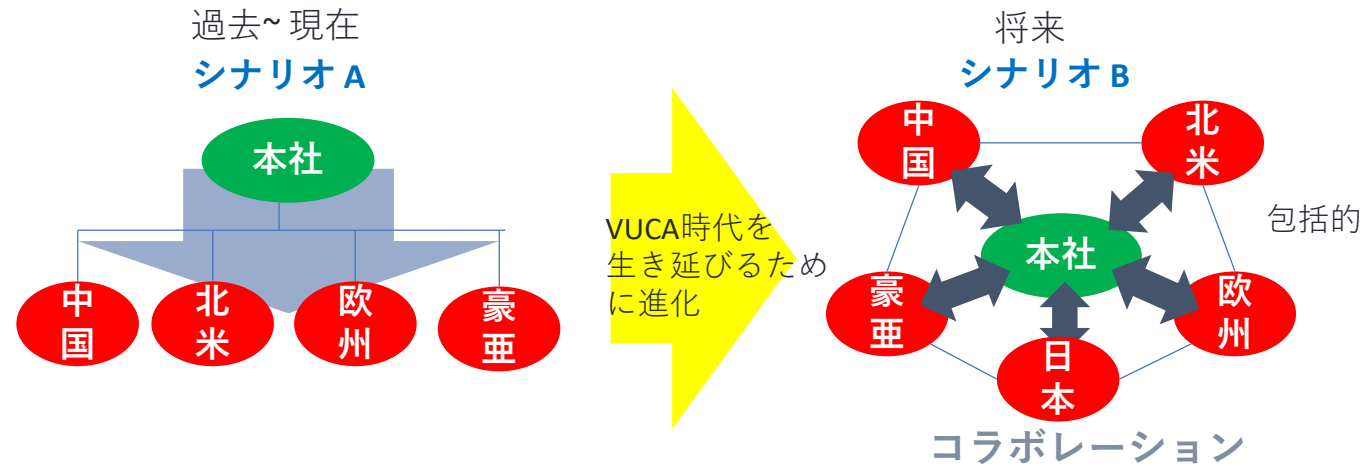 過去~ 現在
シナリオ A
本社
中
国
北
米
欧
州
豪
亜
VUCA時代を
生き延びるため
に進化
将来
シナリオ B
中
国
北
米
本社
包括的
豪
亜
欧
州
日
本
コラボレーション